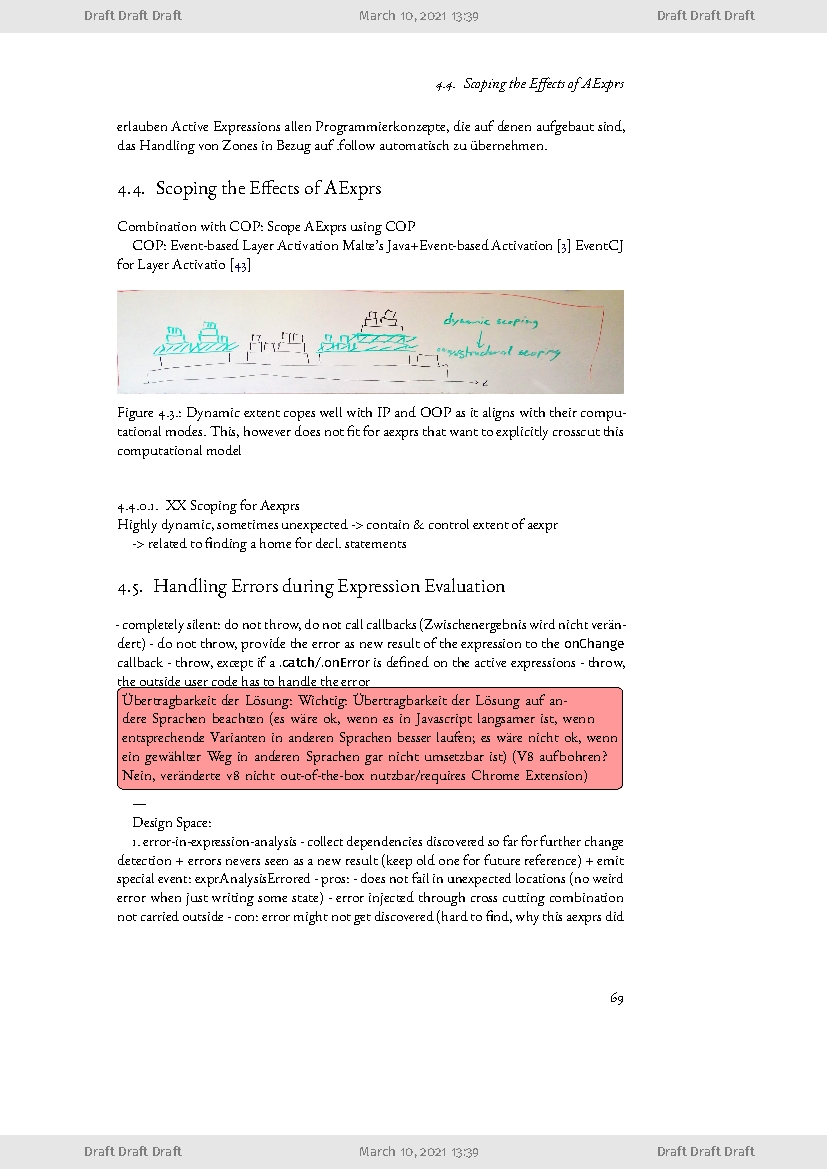 Draft Draft Draft March 10, 2021 13:39 Draft Draft Draft
4.4. Scoping the Effects of AExprs
erlauben Active Expressions allen Programmierkonzepte, die auf denen aufgebaut sind,
das Handling von Zones in Bezug auf .follow automatisch zu übernehmen.
4.4. Scoping the Effects of AExprs
Combination with COP: Scope AExprs using COP
COP: Event-based Layer Activation Malte's Java+Event-based Activation [3] EventCJ
for Layer Activatio [43]
dynamic scoping
structural scoping
Figure 4.3.: Dynamic extent copes well with IP and OOP as it aligns with their compu-
tational modes. This, however does not fit for aexprs that want to explicitly crosscut this
computational model
4.4.0.1. XX Scoping for Aexprs
Highly dynamic, sometimes unexpected -> contain & control extent of aexpr
-> related to finding a home for decl. statements
4.5. Handling Errors during Expression Evaluation
- completely silent: do not throw, do not call callbacks (Zwischenergebnis wird nicht verän-
dert) - do not throw, provide the error as new result of the expression to the onChange
callback - throw, except if a .catch/.onError is defined on the active expressions - throw,
the outside user code has to handle the error
Übertragbarkeit der Lösung: Wichtig: Übertragbarkeit der Lösung auf an-
dere Sprachen beachten (es wäre ok, wenn es in Javascript langsamer ist, wenn
entsprechende Varianten in anderen Sprachen besser laufen; es wäre nicht ok, wenn
ein gewählter Weg in anderen Sprachen gar nicht umsetzbar ist) (V8 aufbohren?
Nein, veränderte v8 nicht out-of-the-box nutzbar/requires Chrome Extension)
—
Design Space:
1. error-in-expression-analysis - collect dependencies discovered so far for further change
detection + errors nevers seen as a new result (keep old one for future reference) + emit
special event: exprAnalysisErrored - pros: - does not fail in unexpected locations (no weird
error when just writing some state) - error injected through cross cutting combination
not carried outside - con: error might not get discovered (hard to find, why this aexprs did
69
Draft Draft Draft March 10, 2021 13:39 Draft Draft Draft